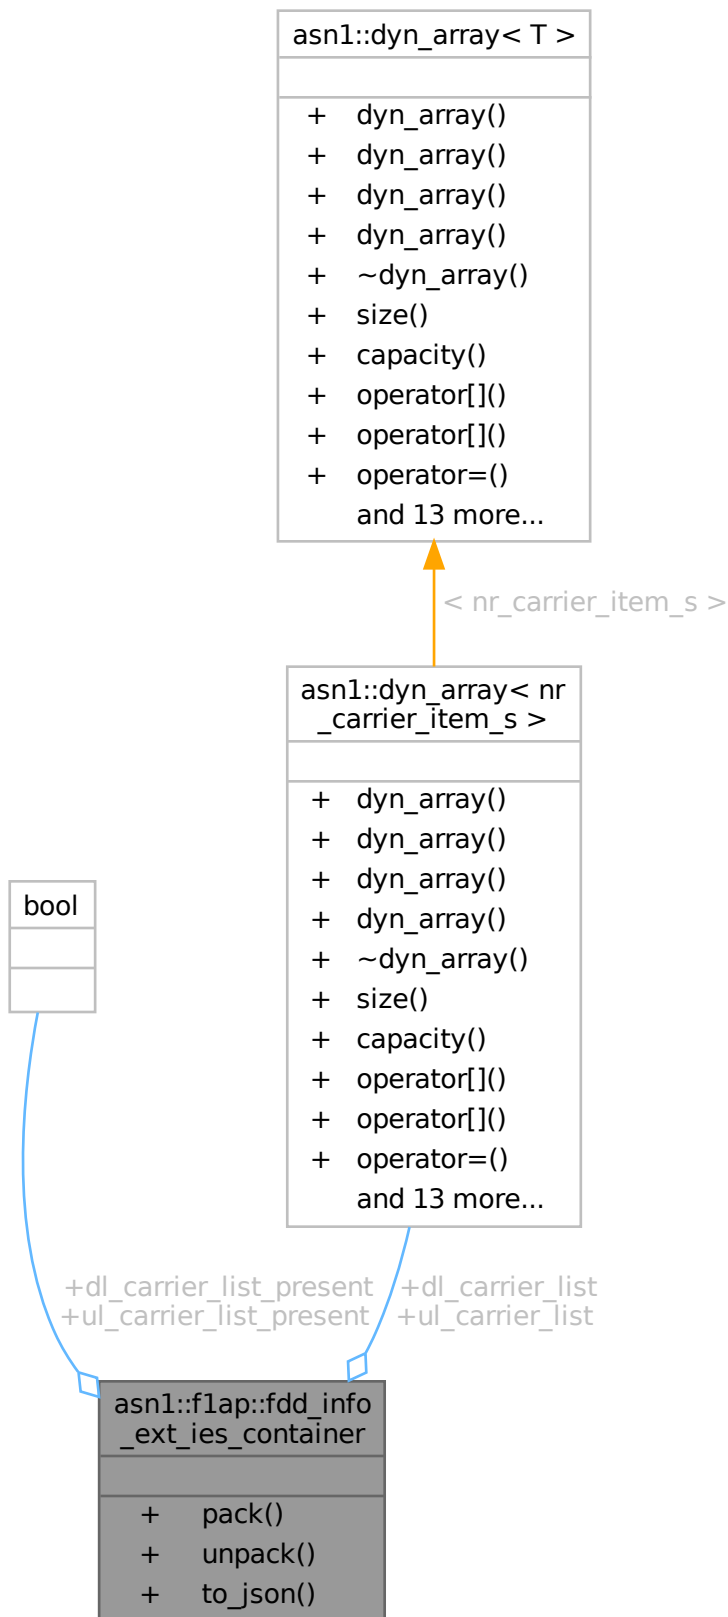 asn1::dyn_array< T >
+ dyn_array()
+ dyn_array()
+ dyn_array()
+ dyn_array()
+ ~dyn_array()
+ size()
+ capacity()
+ operator[]()
+ operator[]()
+ operator=()
and 13 more...
< nr_carrier_item_s >
asn1::dyn_array< nr
_carrier_item_s >
+ dyn_array()
+ dyn_array()
+ dyn_array()
+ dyn_array()
+ ~dyn_array()
+ size()
+ capacity()
+ operator[]()
+ operator[]()
+ operator=()
and 13 more...
bool
+dl_carrier_list_present
+ul_carrier_list_present
+dl_carrier_list
+ul_carrier_list
asn1::f1ap::fdd_info
_ext_ies_container
+ pack()
+ unpack()
+ to_json()